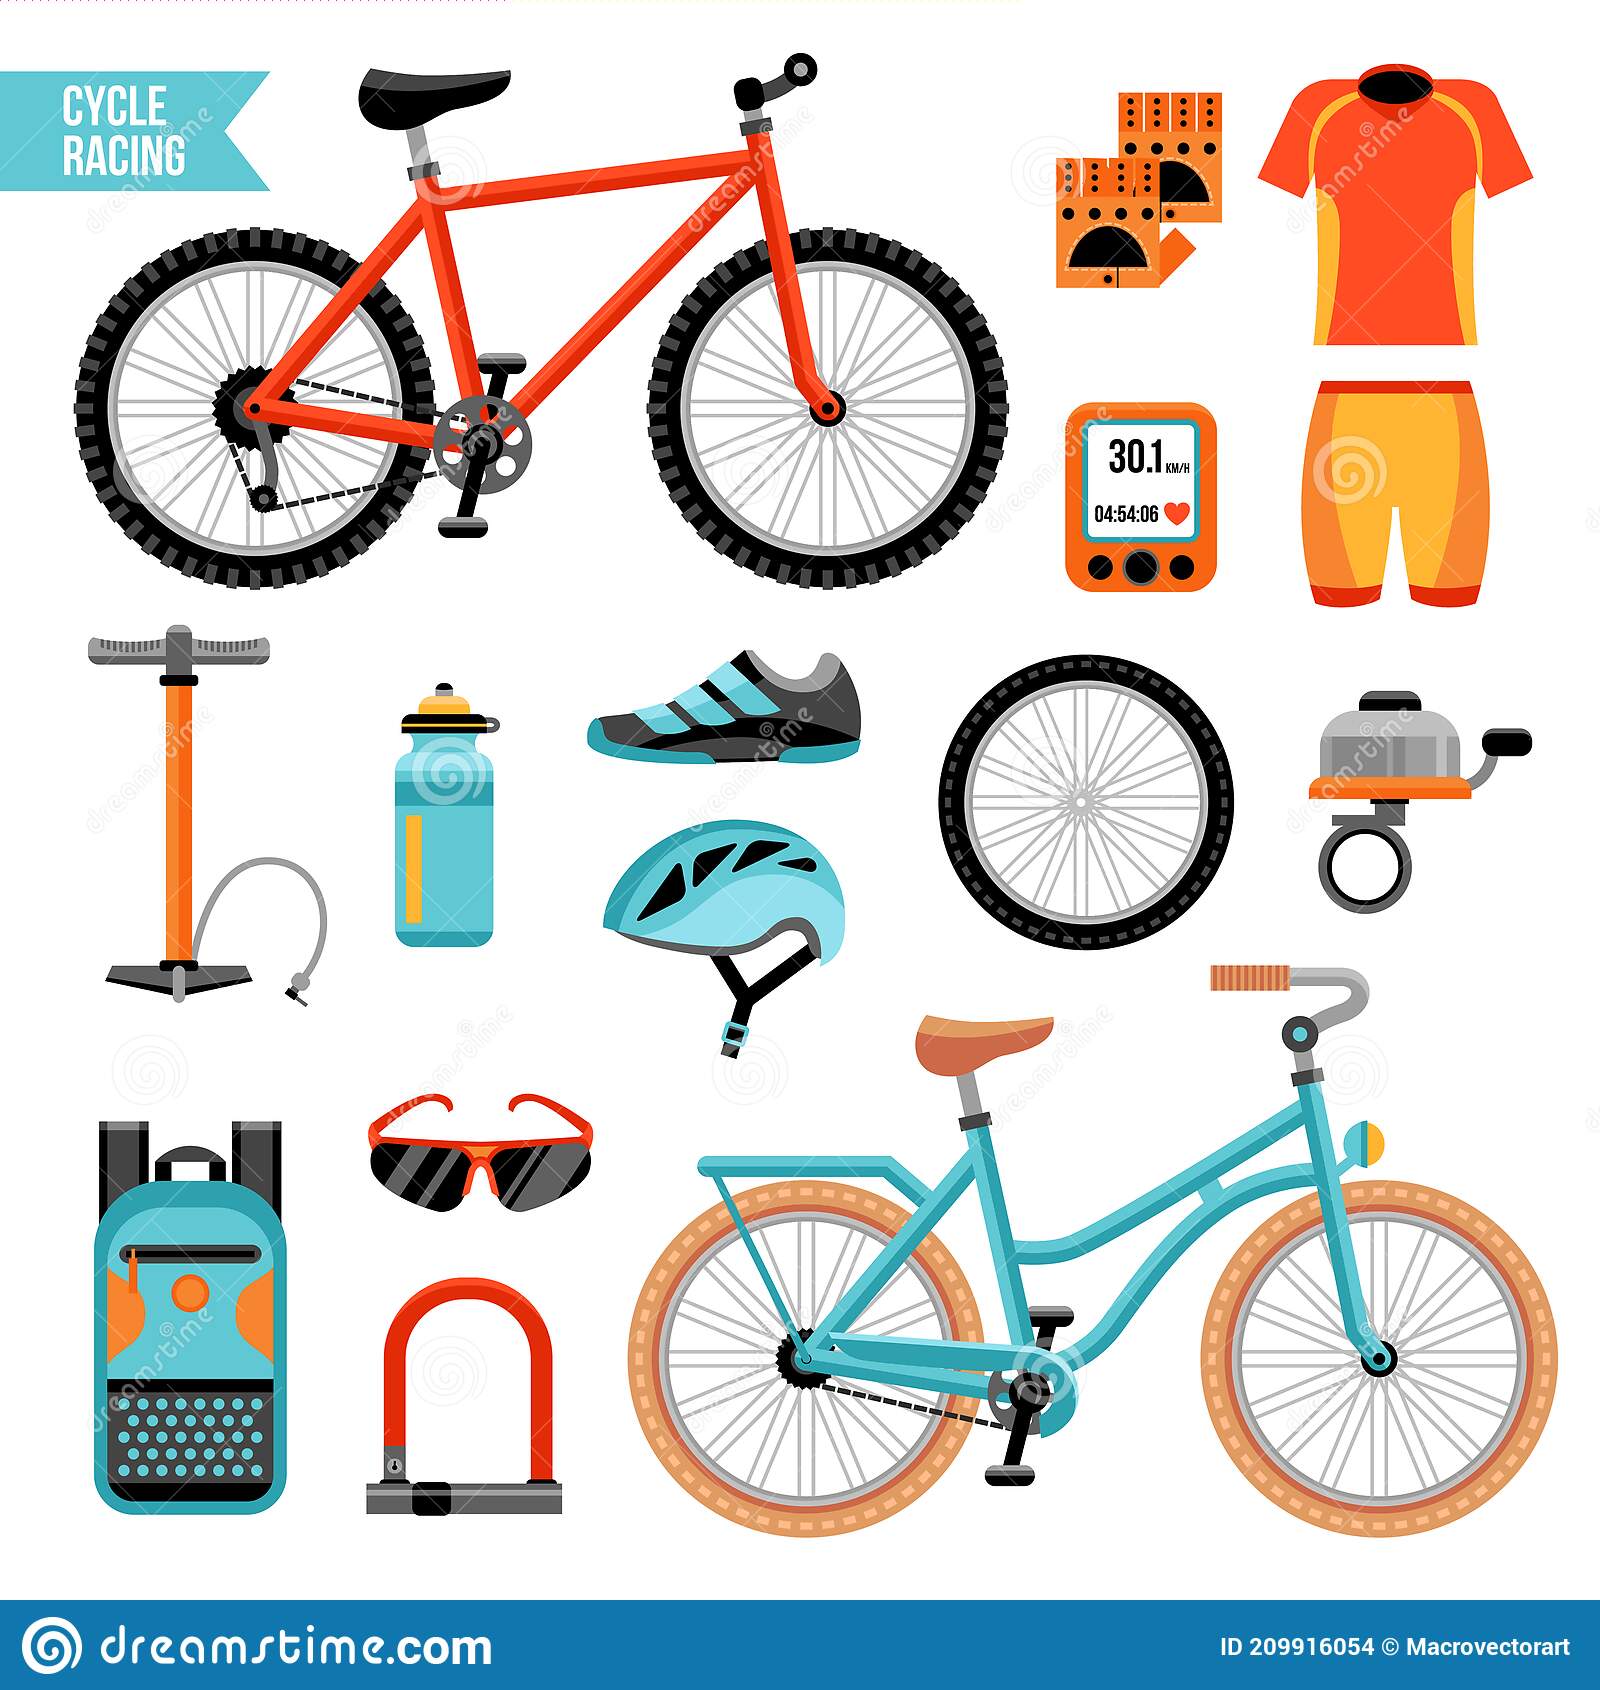 CYCLE
RACING
30.1 KM/H
04:54:06
dreamstime.com
ID 209916054 © Macrovectorart